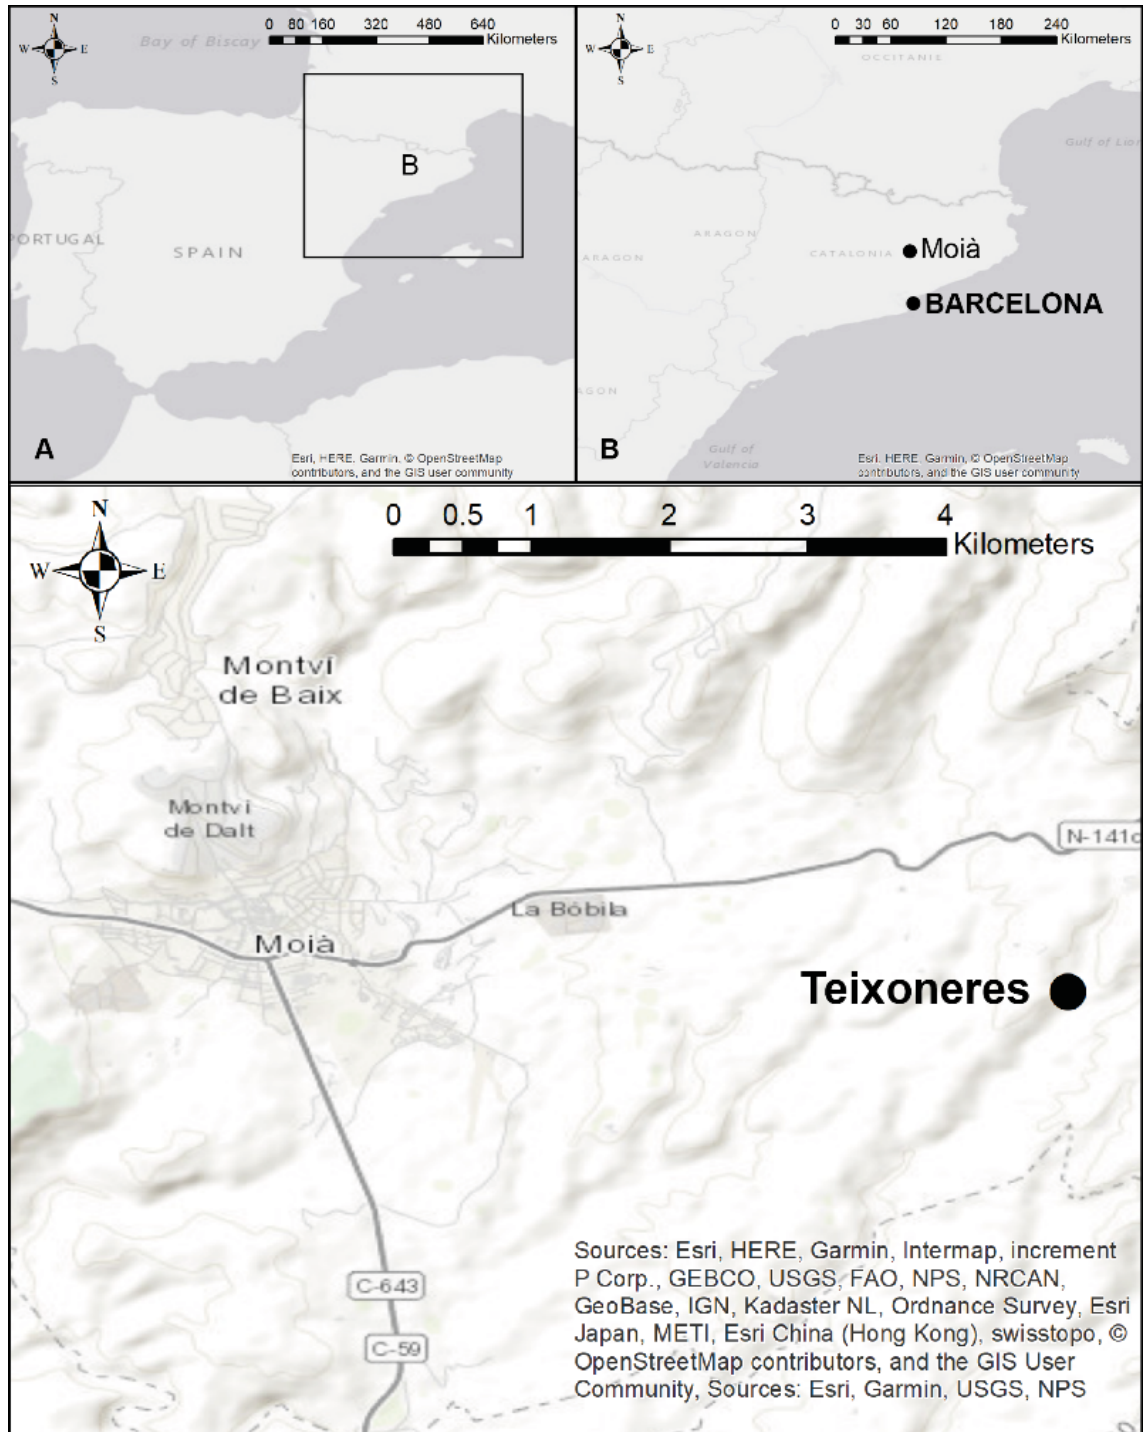 N
W E
S
0 80 160 320 480 640
Kilometers
Bay of Biscay
B
PORTUGAL
SPAIN
A
Esri, HERE, Garmin, © OpenStreetMap
contributors, and the GIS user community
N
W E
S
0 30 60 120 180 240
Kilometers
OCCITANIE
Gulf of Lion
ARAGON
ARAGON
CATALONIA
Moià
BARCELONA
AGON
Gulf of
Valencia
B
Esri, HERE, Garmin, © OpenStreetMap
contributors, and the GIS user community
N
W E
S
0 0.5 1 2 3 4
Kilometers
Montví
de Baix
Montví
de Dalt
N-141c
La Bòbila
Moià
Teixoneres
C-643
C-59
Sources: Esri, HERE, Garmin, Intermap, increment
P Corp., GEBCO, USGS, FAO, NPS, NRCAN,
GeoBase, IGN, Kadaster NL, Ordnance Survey, Esri
Japan, METI, Esri China (Hong Kong), swisstopo, ©
OpenStreetMap contributors, and the GIS User
Community, Sources: Esri, Garmin, USGS, NPS